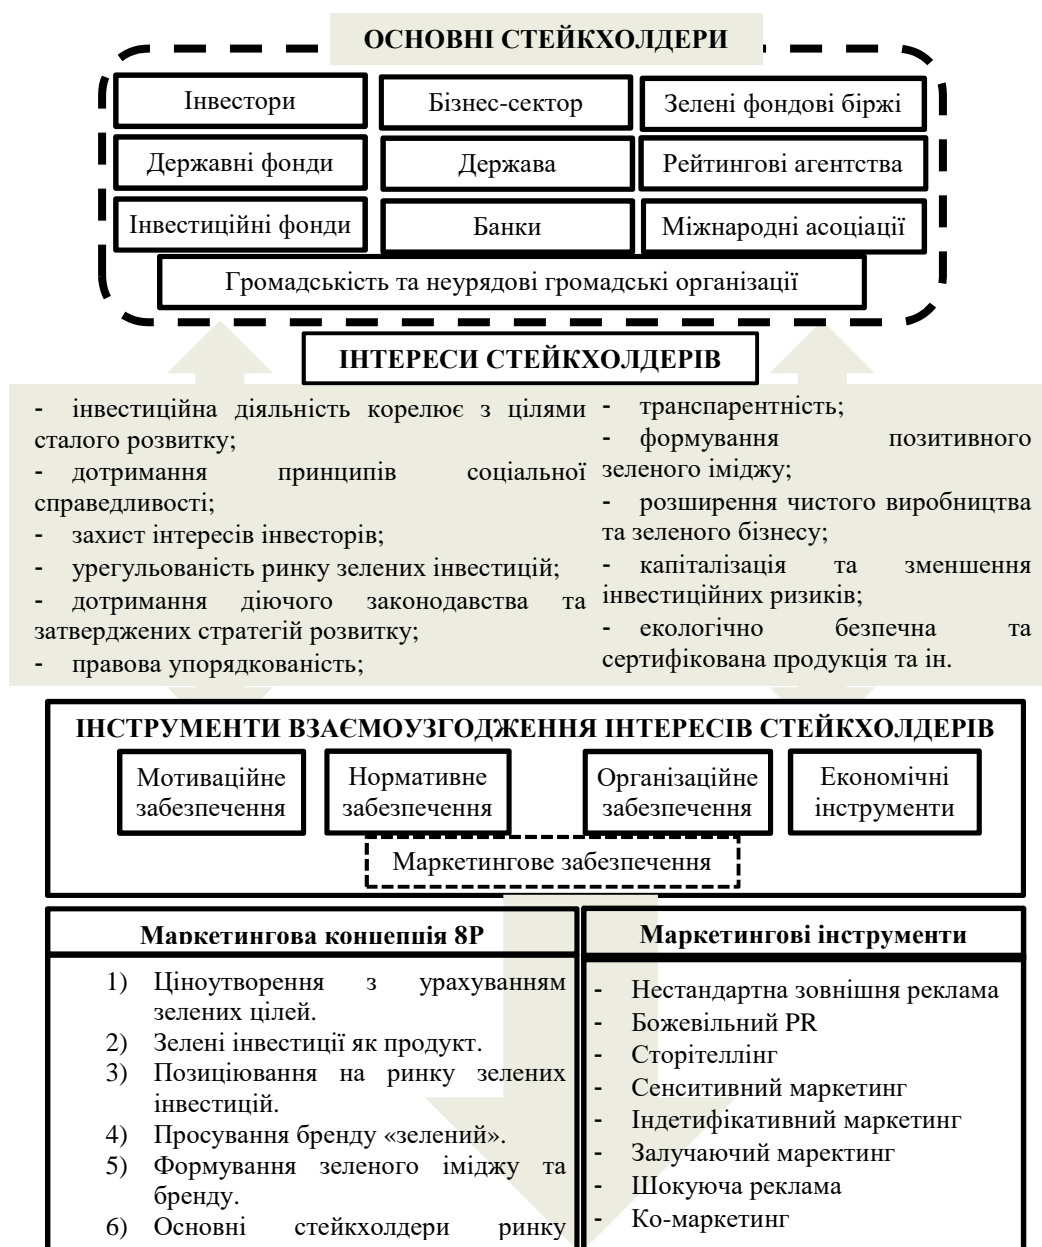 ОСНОВНІ СТЕЙКХОЛДЕРИ
Інвестори
Бізнес-сектор
Зелені фондові біржі
Державні фонди
Держава
Рейтингові агентства
Інвестиційні фонди
Банки
Міжнародні асоціації
Громадськість та неурядові громадські організації
ІНТЕРЕСИ СТЕЙКХОЛДЕРІВ
- інвестиційна діяльність корелює з цілями
сталого розвитку;
- дотримання принципів соціальної
справедливості;
- захист інтересів інвесторів;
- урегульованість ринку зелених інвестицій;
- дотримання діючого законодавства та
затверджених стратегій розвитку;
- правова упорядкованість;
- транспарентність;
- формування позитивного
зеленого іміджу;
- розширення чистого виробництва
та зеленого бізнесу;
- капіталізація та зменшення
інвестиційних ризиків;
- екологічно безпечна та
сертифікована продукція та ін.
ІНСТРУМЕНТИ ВЗАЄМОУЗГОДЖЕННЯ ІНТЕРЕСІВ СТЕЙКХОЛДЕРІВ
Мотиваційне
забезпечення
Нормативне
забезпечення
Організаційне
забезпечення
Економічні
інструменти
Маркетингове забезпечення
Маркетингова концепція 8Р
1) Ціноутворення з урахуванням
зелених цілей.
2) Зелені інвестиції як продукт.
3) Позиціювання на ринку зелених
інвестицій.
4) Просування бренду «зелений».
5) Формування зеленого іміджу та
бренду.
6) Основні стейкхолдери ринку
Маркетингові інструменти
- Нестандартна зовнішня реклама
- Божевільний PR
- Сторітеллінг
- Сенситивний маркетинг
- Індетифікативний маркетинг
- Залучаючий маректинг
- Шокуюча реклама
- Ко-маркетинг